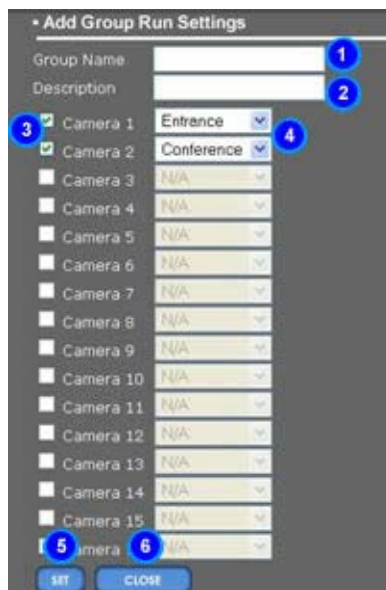 • Add Group Run Settings
Group Name 1
Description 2
3 Camera 1 Entrance 4
Camera 2 Conference
Camera 3 N/A
Camera 4 N/A
Camera 5 N/A
Camera 6 N/A
Camera 7 N/A
Camera 8 N/A
Camera 9 N/A
Camera 10 N/A
Camera 11 N/A
Camera 12 N/A
Camera 13 N/A
Camera 14 N/A
Camera 15 N/A
5 amera 6 N/A
SET CLOSE